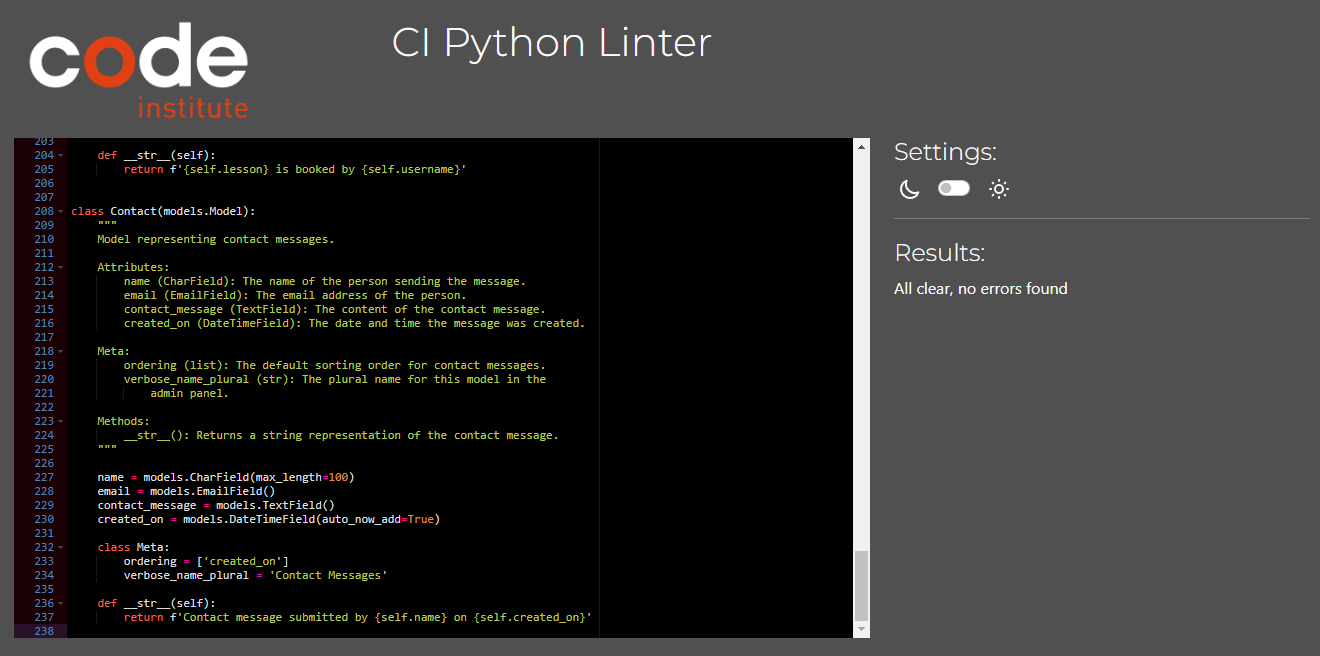 code
institute
CI Python Linter
203
204 def __str__(self):
205 return f'{self.lesson} is booked by {self.username}'
206
207
208 class Contact(models.Model):
209 """
210 Model representing contact messages.
211
212 Attributes:
213 name (CharField): The name of the person sending the message.
214 email (EmailField): The email address of the person.
215 contact_message (TextField): The content of the contact message.
216 created_on (DateTimeField): The date and time the message was created.
217
218 Meta:
219 ordering (list): The default sorting order for contact messages.
220 verbose_name_plural (str): The plural name for this model in the
221 admin panel.
222
223 Methods:
224 __str__(): Returns a string representation of the contact message.
225 """
226
227 name = models.CharField(max_length=100)
228 email = models.EmailField()
229 contact_message = models.TextField()
230 created_on = models.DateTimeField(auto_now_add=True)
231
232 class Meta:
233 ordering = ['created_on']
234 verbose_name_plural = 'Contact Messages'
235
236 def __str__(self):
237 return f'Contact message submitted by {self.name} on {self.created_on}'
238
Settings:
Results:
All clear, no errors found